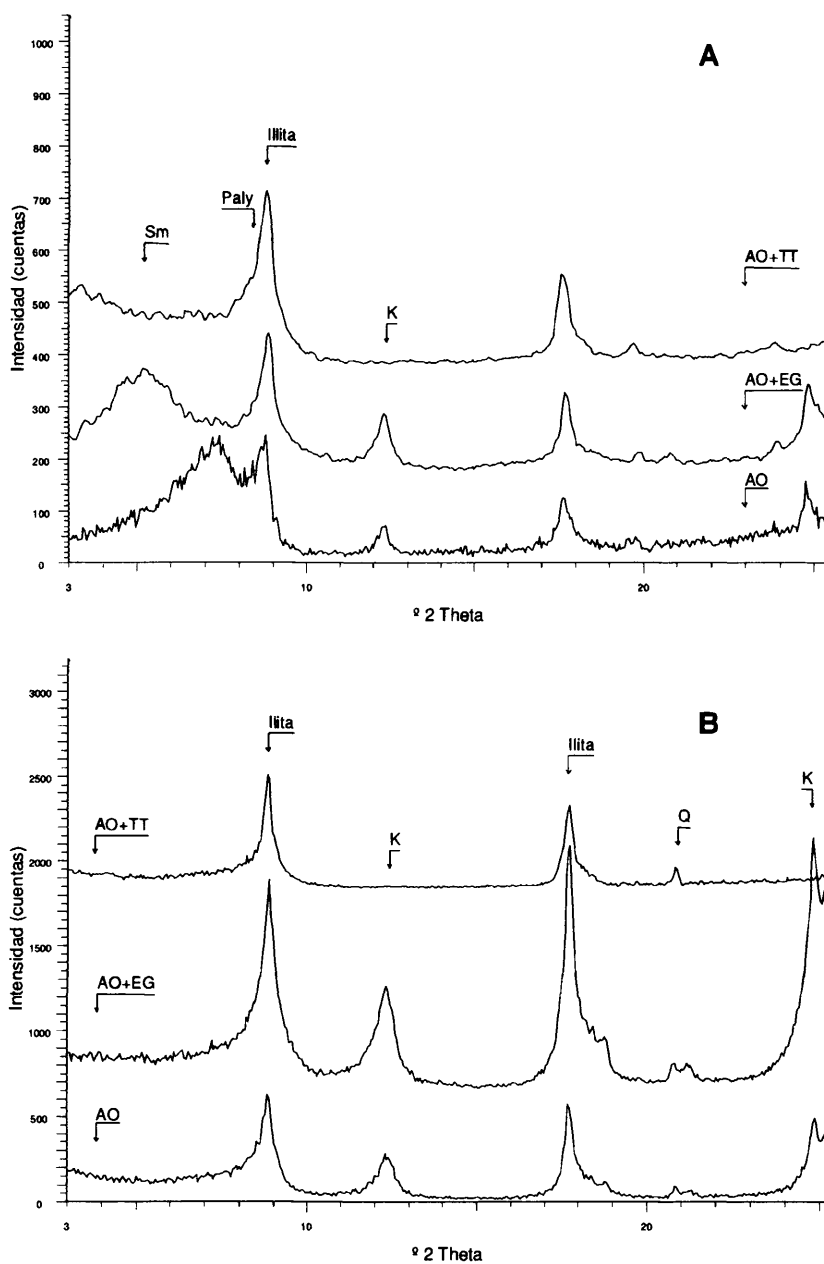 A
1000
900
800
700
600
500
400
300
200
100
0
Intensidad (cuentas)
Illita
Paly
Sm
K
AO+TT
AO+EG
AO
3
10
20
º 2 Theta
B
3000
2500
2000
1500
1000
500
0
Intensidad (cuentas)
Ilita
Ilita
K
Q
K
AO+TT
AO+EG
AO
3
10
20
º 2 Theta